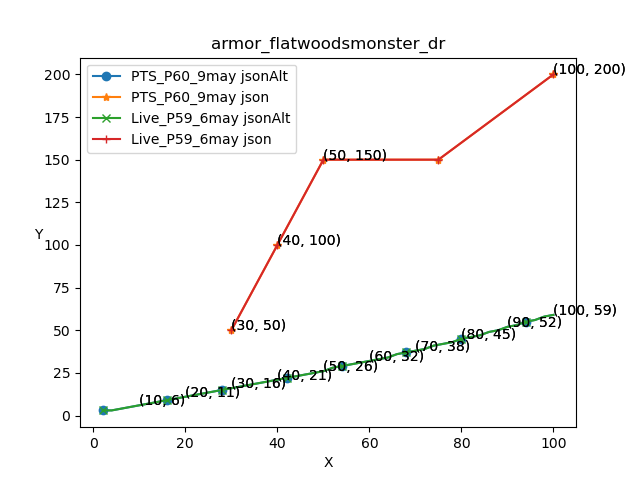 armor_flatwoodsmonster_dr
PTS_P60_9may jsonAlt
PTS_P60_9may json
Live_P59_6may jsonAlt
Live_P59_6may json
200
175
150
125
100
75
50
25
0
Y
(100, 200)
(50, 150)
(40, 100)
(30, 50)
(100, 59)
(90, 52)
(80, 45)
(70, 38)
(60, 32)
(50, 26)
(40, 21)
(30, 16)
(20, 11)
(10, 6)
0 20 40 60 80 100
X